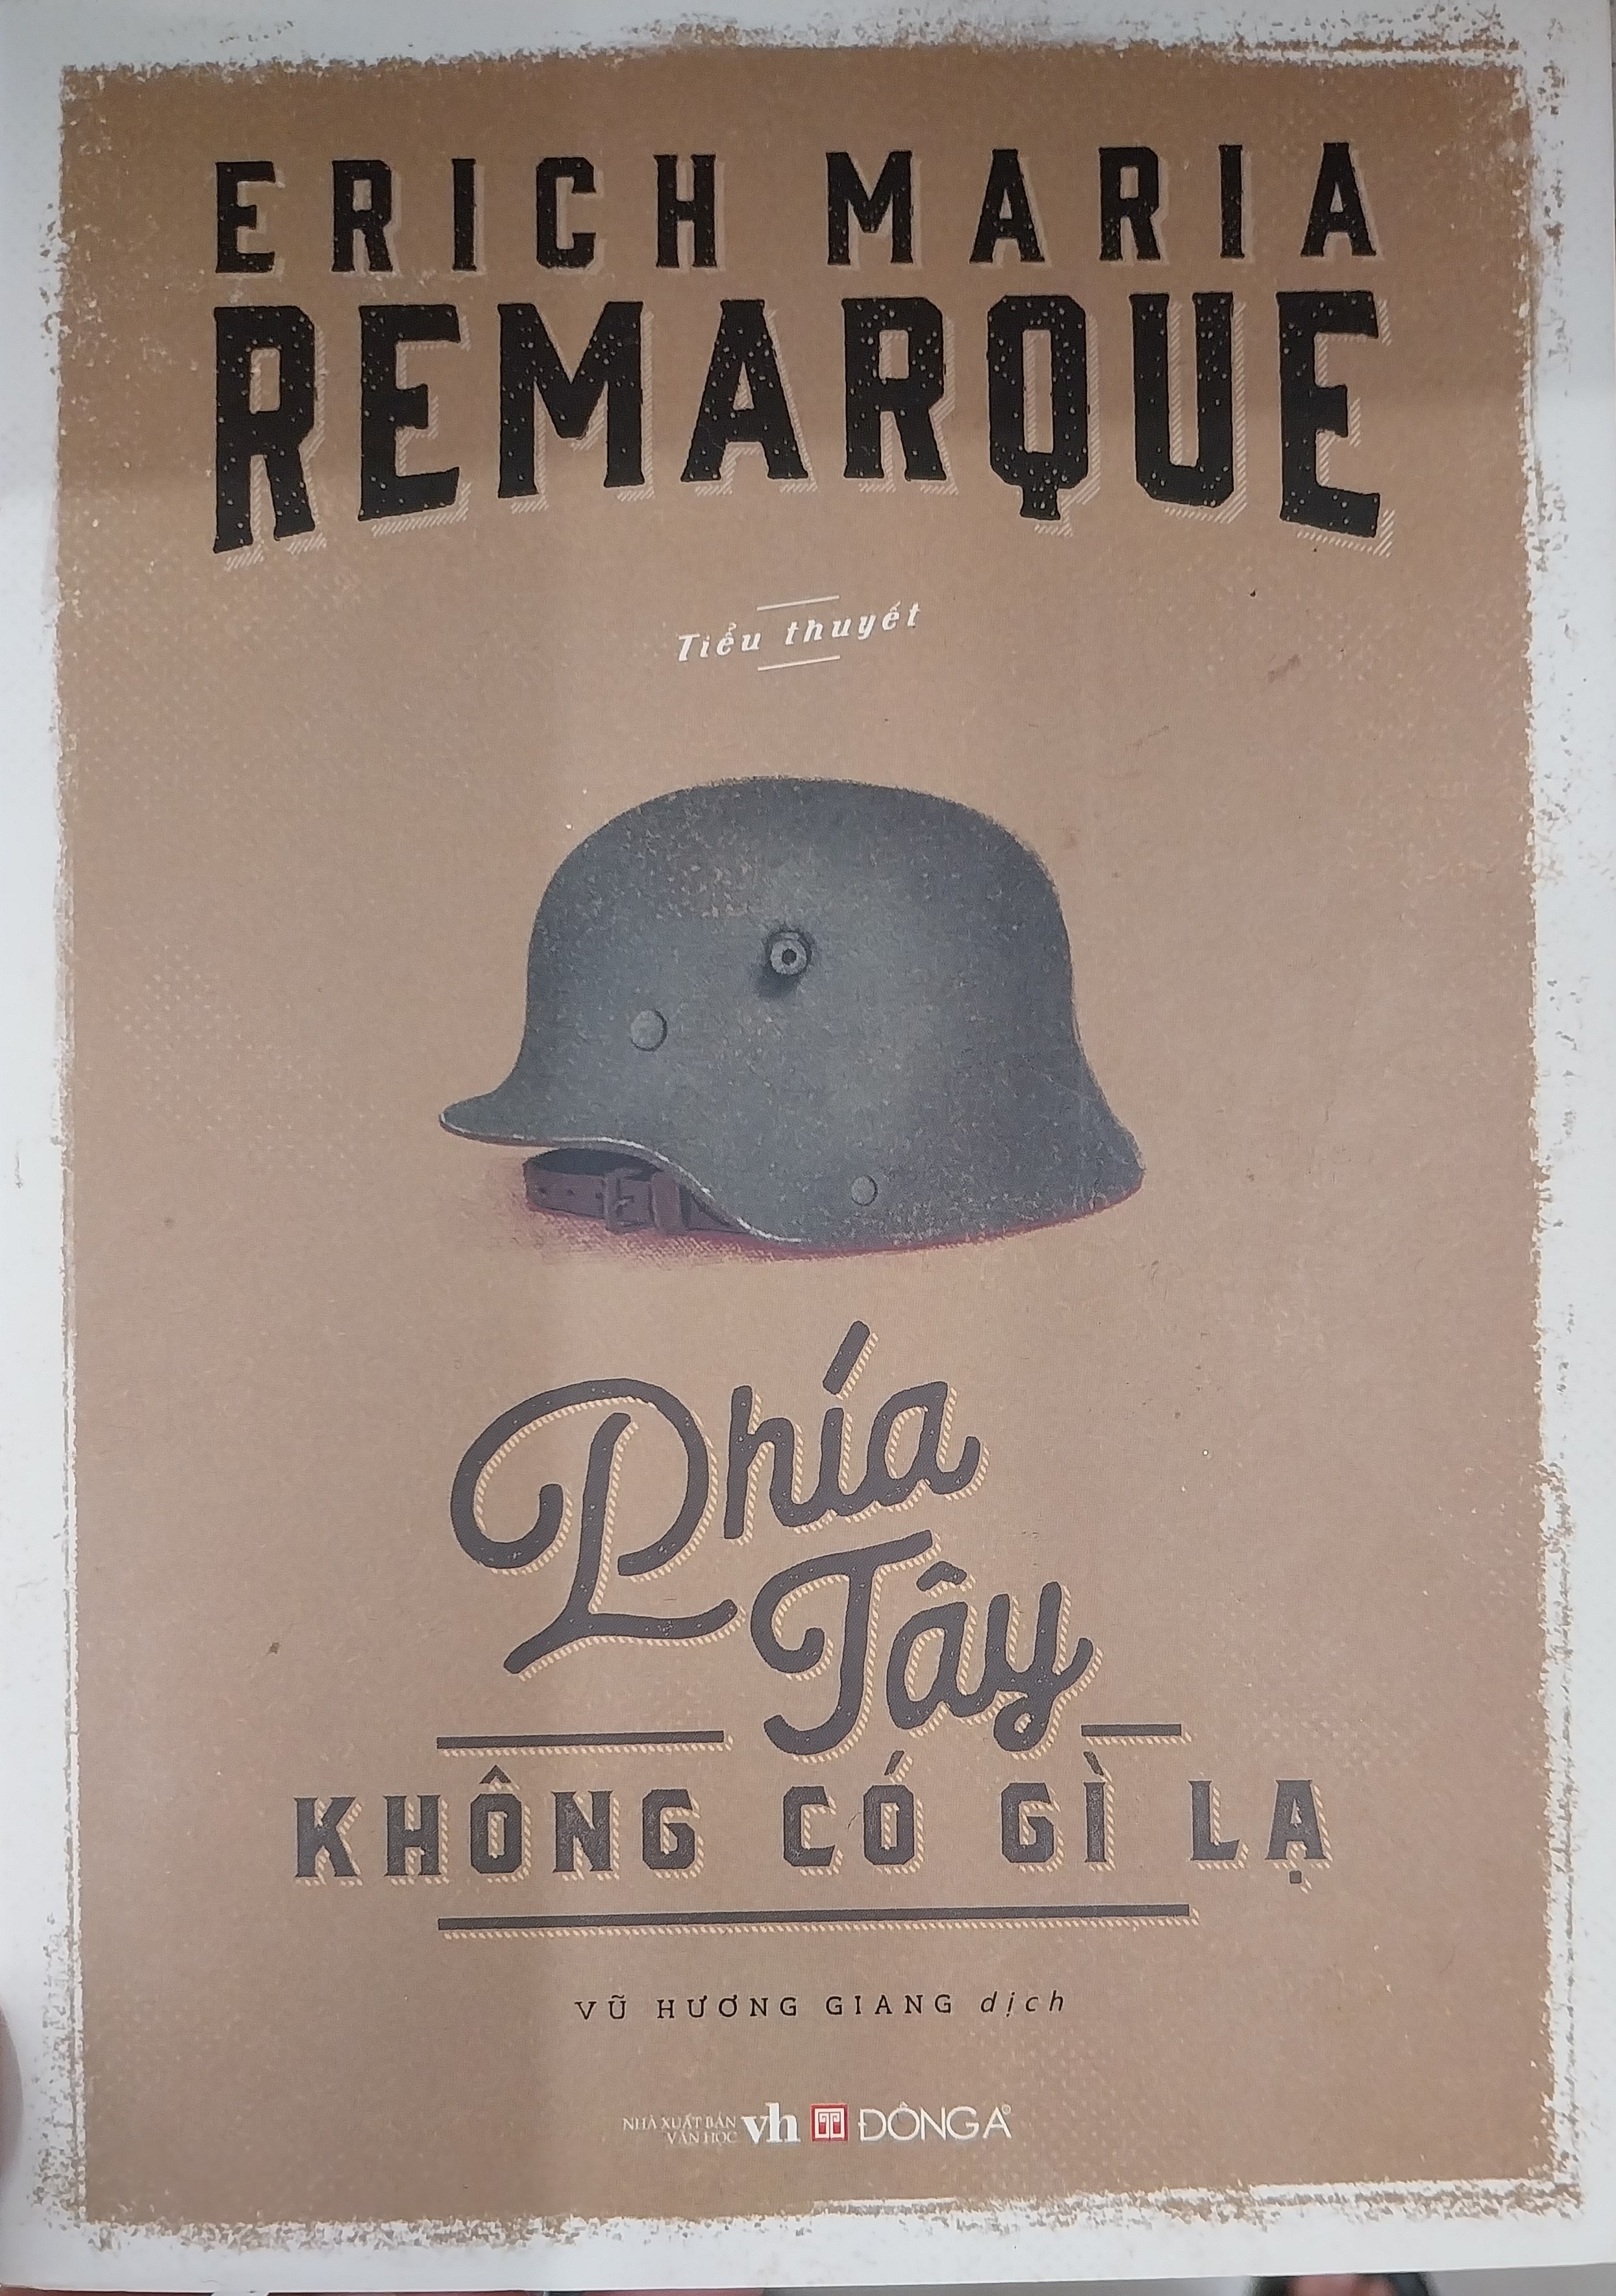 ERICH MARIA
REMARQUE
Tiểu thuyết
Phía
Tây
KHÔNG CÓ GÌ LẠ
VŨ HƯƠNG GIANG dịch
NHÀ XUẤT BẢN
VĂN HỌC
vh
ĐÔNG A